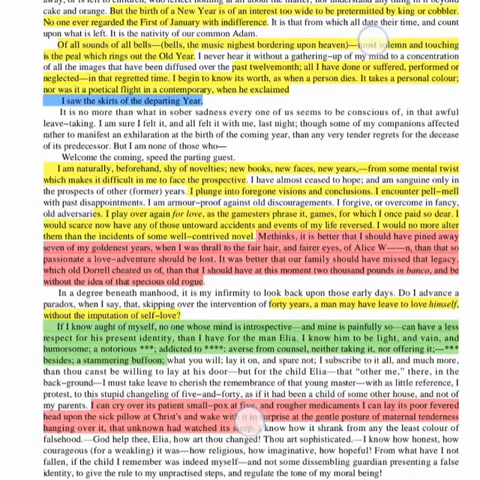 cake and orange. But the birth of a New Year is of an interest too wide to be pretermitted by king or cobbler.
No one ever regarded the First of January with indifference. It is that from which all date their time, and count
upon what is left. It is the nativity of our common Adam.
Of all sounds of all bells—(bells, the music nighest bordering upon heaven)—most solemn and touching
is the peal which rings out the Old Year. I never hear it without a gathering-up of my mind to a concentration
of all the images that have been diffused over the past twelvemonth; all I have done or suffered, performed or
neglected—in that regretted time. I begin to know its worth, as when a person dies. It takes a personal colour;
nor was it a poetical flight in a contemporary, when he exclaimed
I saw the skirts of the departing Year.
It is no more than what in sober sadness every one of us seems to be conscious of, in that awful
leave-taking. I am sure I felt it, and all felt it with me, last night; though some of my companions affected
rather to manifest an exhilaration at the birth of the coming year, than any very tender regrets for the decease
of its predecessor. But I am none of those who—
Welcome the coming, speed the parting guest.
I am naturally, beforehand, shy of novelties; new books, new faces, new years,—from some mental twist
which makes it difficult in me to face the prospective. I have almost ceased to hope; and am sanguine only in
the prospects of other (former) years. I plunge into foregone visions and conclusions. I encounter pell-mell
with past disappointments. I am armour-proof against old discouragements. I forgive, or overcome in fancy,
old adversaries. I play over again for love, as the gamesters phrase it, games, for which I once paid so dear. I
would scarce now have any of those untoward accidents and events of my life reversed. I would no more alter
them than the incidents of some well-contrived novel. Methinks, it is better that I should have pined away
seven of my goldenest years, when I was thrall to the fair hair, and fairer eyes, of Alice W——n, than that so
passionate a love-adventure should be lost. It was better that our family should have missed that legacy,
which old Dorrell cheated us of, than that I should have at this moment two thousand pounds in banco, and be
without the idea of that specious old rogue.
In a degree beneath manhood, it is my infirmity to look back upon those early days. Do I advance a
paradox, when I say, that, skipping over the intervention of forty years, a man may have leave to love himself,
without the imputation of self-love?
If I know aught of myself, no one whose mind is introspective—and mine is painfully so—can have a less
respect for his present identity, than I have for the man Elia. I know him to be light, and vain, and
humorsome; a notorious ***; addicted to ****; averse from counsel, neither taking it, nor offering it;—***
besides; a stammering buffoon; what you will; lay it on, and spare not; I subscribe to it all, and much more,
than thou canst be willing to lay at his door—but for the child Elia—that "other me," there, in the
back-ground—I must take leave to cherish the remembrance of that young master—with as little reference, I
protest, to this stupid changeling of five-and-forty, as if it had been a child of some other house, and not of
my parents. I can cry over its patient small-pox at five, and rougher medicaments I can lay its poor fevered
head upon the sick pillow at Christ's and wake with it in surprise at the gentle posture of maternal tenderness
hanging over it, that unknown had watched its sleep. I know how it shrank from any the least colour of
falsehood.—God help thee, Elia, how art thou changed! Thou art sophisticated.—I know how honest, how
courageous (for a weakling) it was—how religious, how imaginative, how hopeful! From what have I not
fallen, if the child I remember was indeed myself—and not some dissembling guardian presenting a false
identity, to give the rule to my unpractised steps, and regulate the tone of my moral being!